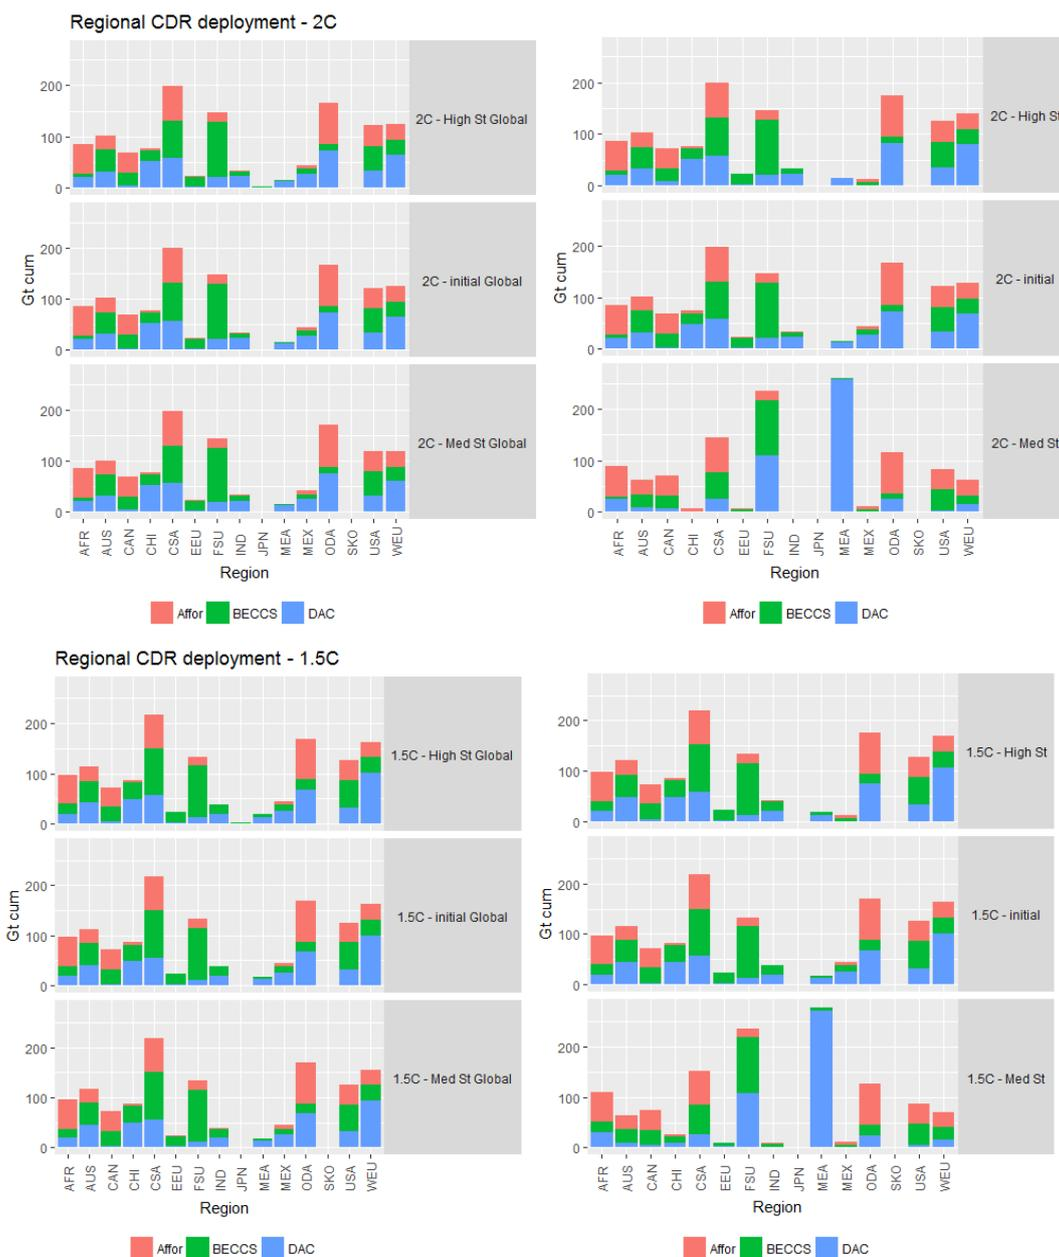 Regional CDR deployment - 2C
Gt cum
200
100
0
2C - High St Global
200
100
0
2C - initial Global
200
100
0
2C - Med St Global
AFR AUS CAN CHI CSA EEU FSU IND JPN MEA MEX ODA SKO USA WEU
Region
Affor BECCS DAC
Gt cum
200
100
0
2C - High St
200
100
0
2C - initial
200
100
0
2C - Med St
AFR AUS CAN CHI CSA EEU FSU IND JPN MEA MEX ODA SKO USA WEU
Region
Affor BECCS DAC
Regional CDR deployment - 1.5C
Gt cum
200
100
0
1.5C - High St Global
200
100
0
1.5C - initial Global
200
100
0
1.5C - Med St Global
AFR AUS CAN CHI CSA EEU FSU IND JPN MEA MEX ODA SKO USA WEU
Region
Affor BECCS DAC
Gt cum
200
100
0
1.5C - High St
200
100
0
1.5C - initial
200
100
0
1.5C - Med St
AFR AUS CAN CHI CSA EEU FSU IND JPN MEA MEX ODA SKO USA WEU
Region
Affor BECCS DAC